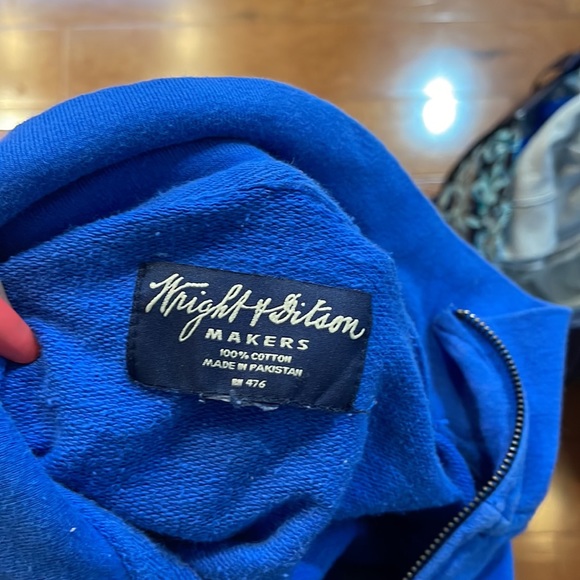 Wright & Ditson
MAKERS
100% COTTON
MADE IN PAKISTAN
RN 476